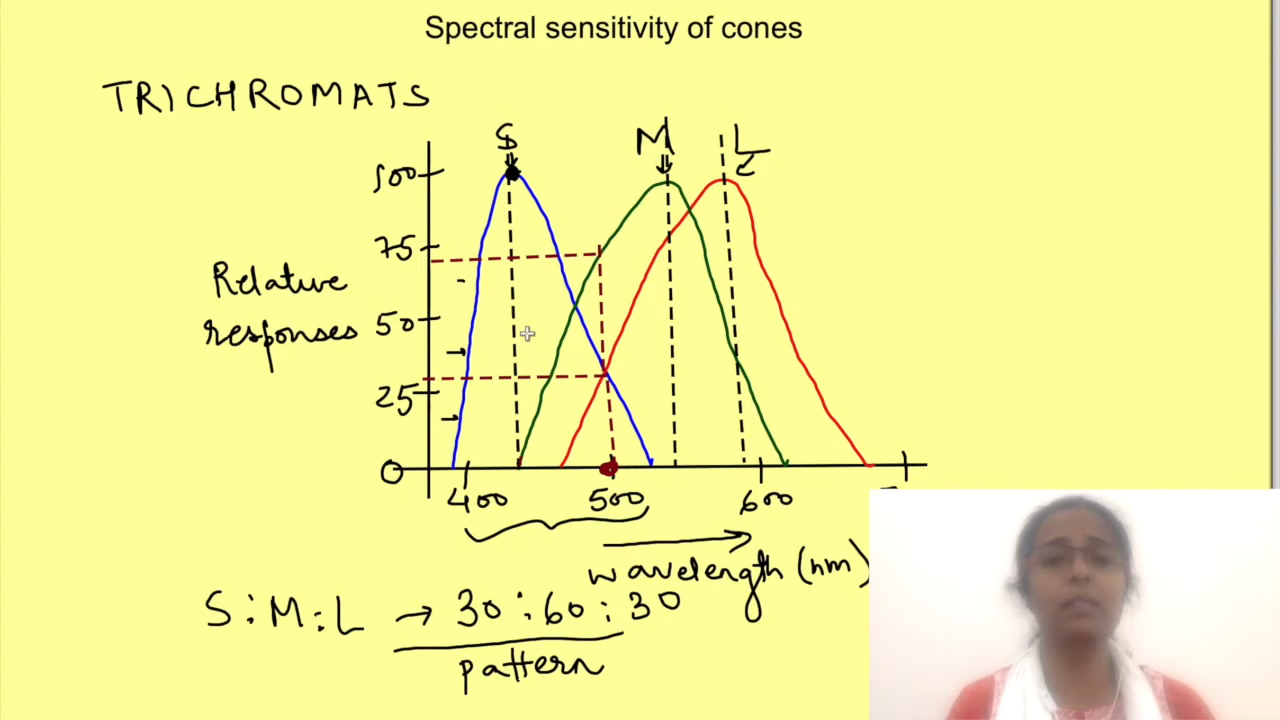 Spectral sensitivity of cones
TRICHROMATS
S M L
100
75
Relative
responses
50
25
0
400 500 600
wavelength (nm)
S:M:L → 30:60:30
pattern